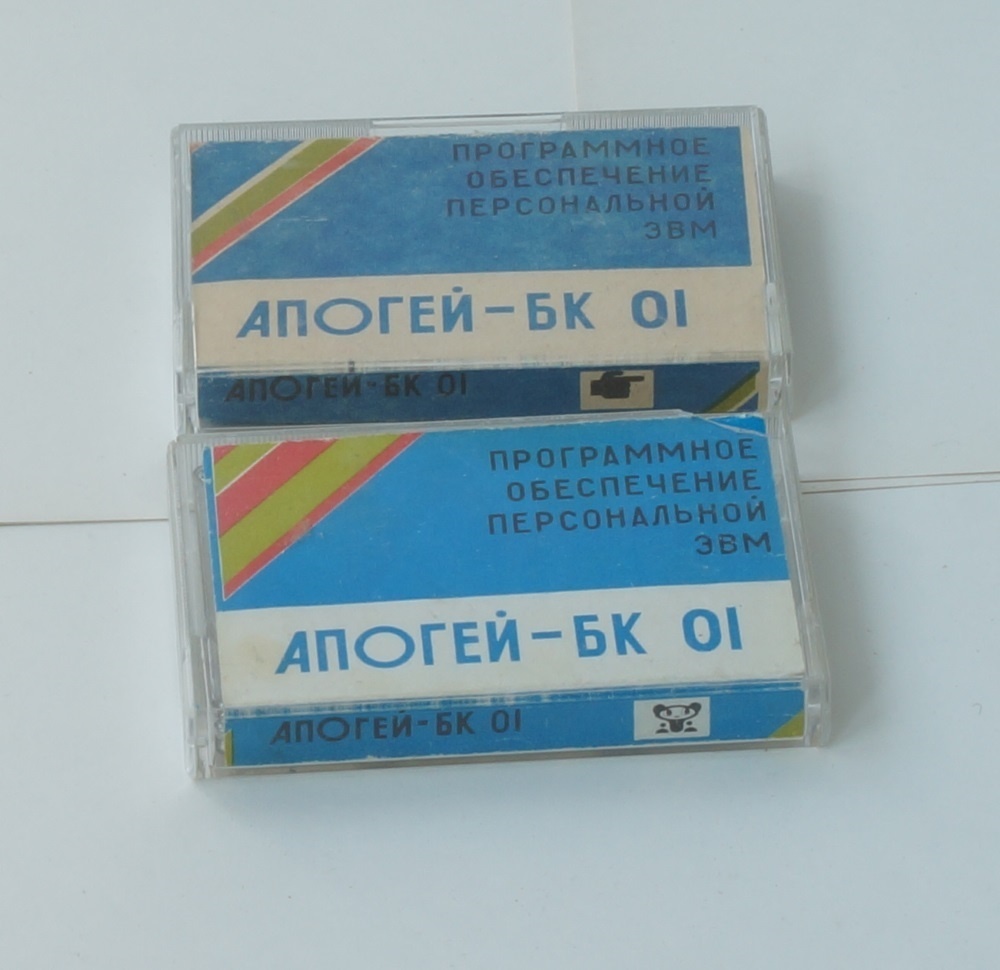 ПРОГРАММНОЕ
ОБЕСПЕЧЕНИЕ
ПЕРСОНАЛЬНОЙ
ЭВМ
АПОГЕЙ-БК 01
АПОГЕЙ-БК 01
ПРОГРАММНОЕ
ОБЕСПЕЧЕНИЕ
ПЕРСОНАЛЬНОЙ
ЭВМ
АПОГЕЙ-БК 01
АПОГЕЙ-БК 01